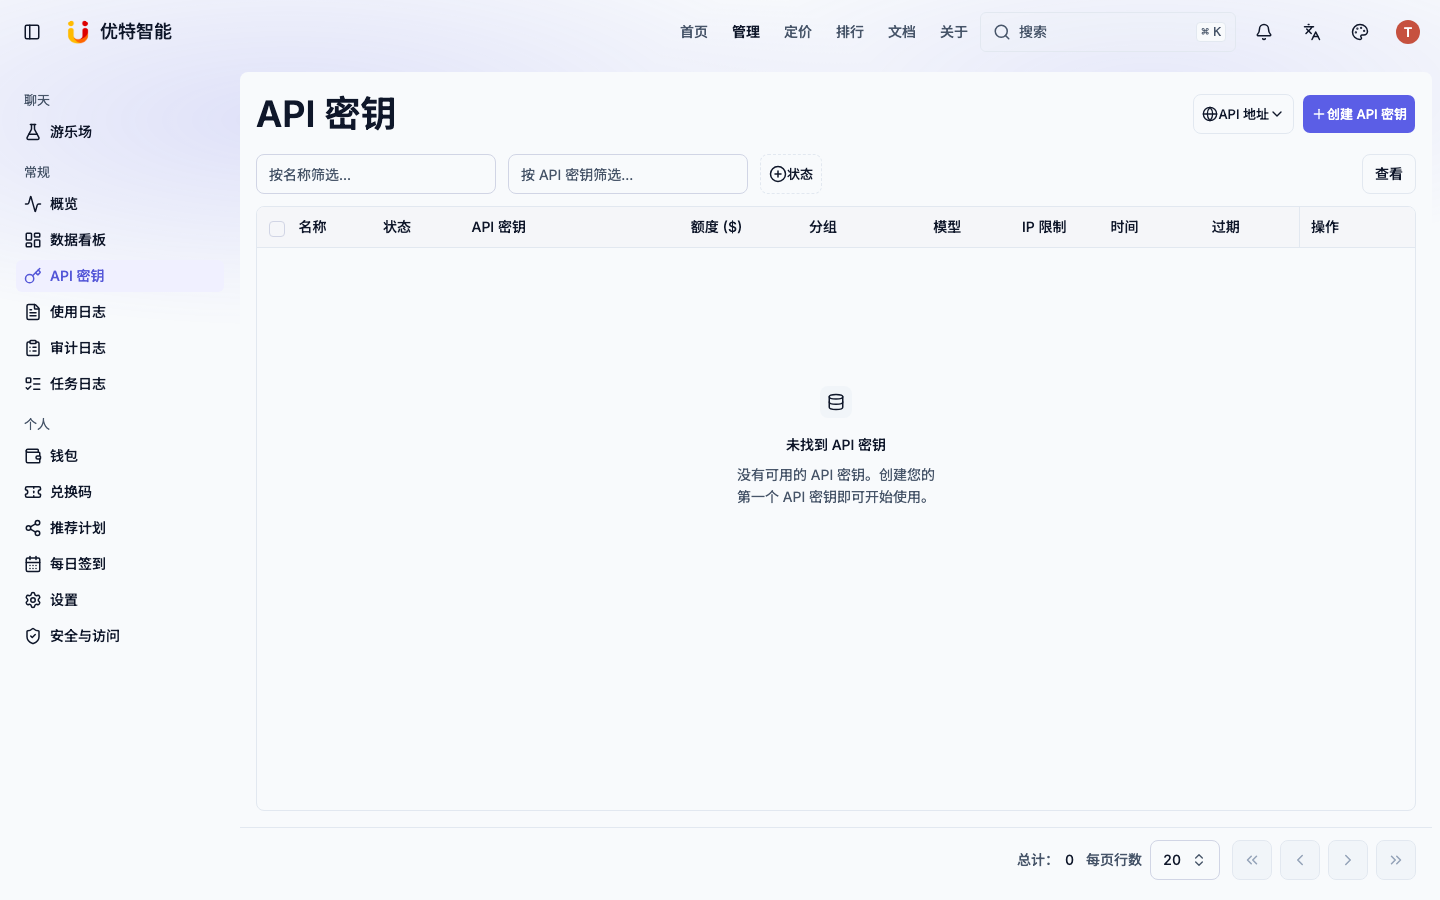 优特智能
首页
管理
定价
排行
文档
关于
搜索
⌘ K
T
聊天
游乐场
常规
概览
数据看板
API 密钥
使用日志
审计日志
任务日志
个人
钱包
兑换码
推荐计划
每日签到
设置
安全与访问
API 密钥
API 地址
创建 API 密钥
按名称筛选...
按 API 密钥筛选...
状态
查看
名称
状态
API 密钥
额度 ($)
分组
模型
IP 限制
时间
过期
操作
未找到 API 密钥
没有可用的 API 密钥。创建您的
第一个 API 密钥即可开始使用。
总计： 0
每页行数
20